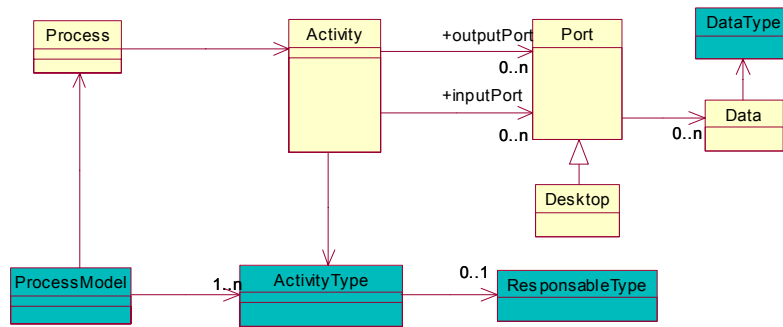 DataType
Process
Activity
+outputPort
Port
0..n
+inputPort
Data
0..n
0..n
Desktop
ProcessModel
1..n
ActivityType
0..1
ResponsableType